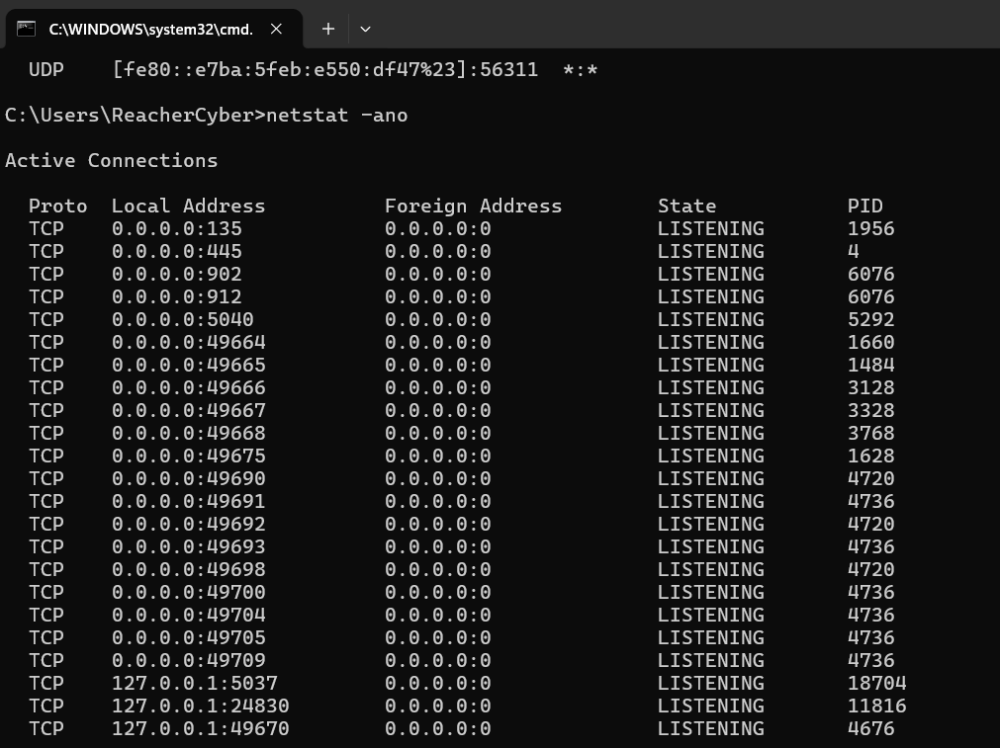 C:\WINDOWS\system32\cmd.
UDP    [fe80::e7ba:5feb:e550:df47%23]:56311  *:*
C:\Users\ReacherCyber>netstat -ano
Active Connections
Proto  Local Address          Foreign Address        State           PID
TCP    0.0.0.0:135            0.0.0.0:0              LISTENING       1956
TCP    0.0.0.0:445            0.0.0.0:0              LISTENING       4
TCP    0.0.0.0:902            0.0.0.0:0              LISTENING       6076
TCP    0.0.0.0:912            0.0.0.0:0              LISTENING       6076
TCP    0.0.0.0:5040           0.0.0.0:0              LISTENING       5292
TCP    0.0.0.0:49664          0.0.0.0:0              LISTENING       1660
TCP    0.0.0.0:49665          0.0.0.0:0              LISTENING       1484
TCP    0.0.0.0:49666          0.0.0.0:0              LISTENING       3128
TCP    0.0.0.0:49667          0.0.0.0:0              LISTENING       3328
TCP    0.0.0.0:49668          0.0.0.0:0              LISTENING       3768
TCP    0.0.0.0:49675          0.0.0.0:0              LISTENING       1628
TCP    0.0.0.0:49690          0.0.0.0:0              LISTENING       4720
TCP    0.0.0.0:49691          0.0.0.0:0              LISTENING       4736
TCP    0.0.0.0:49692          0.0.0.0:0              LISTENING       4720
TCP    0.0.0.0:49693          0.0.0.0:0              LISTENING       4736
TCP    0.0.0.0:49698          0.0.0.0:0              LISTENING       4720
TCP    0.0.0.0:49700          0.0.0.0:0              LISTENING       4736
TCP    0.0.0.0:49704          0.0.0.0:0              LISTENING       4736
TCP    0.0.0.0:49705          0.0.0.0:0              LISTENING       4736
TCP    0.0.0.0:49709          0.0.0.0:0              LISTENING       4736
TCP    127.0.0.1:5037         0.0.0.0:0              LISTENING       18704
TCP    127.0.0.1:24830        0.0.0.0:0              LISTENING       11816
TCP    127.0.0.1:49670        0.0.0.0:0              LISTENING       4676